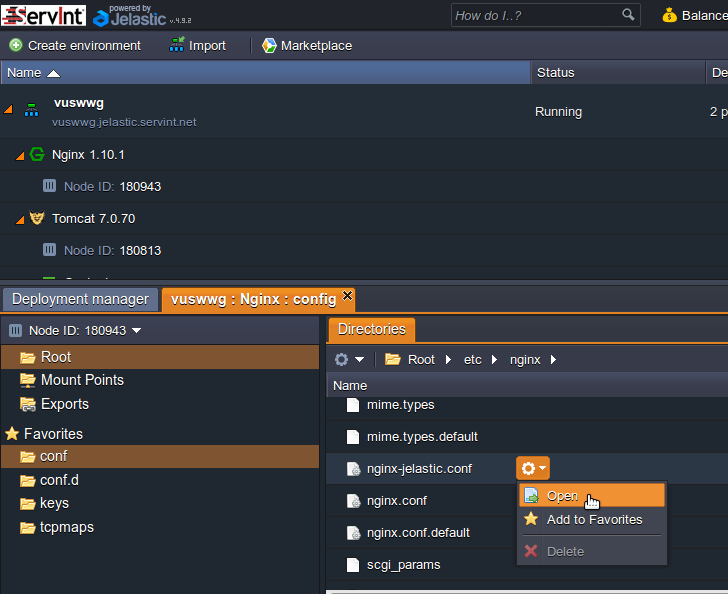 ServInt
powered by
Jelastic v.4.9.2
How do I..?
Balance
Create environment
Import
Marketplace
Name
Status
De
vuswwg
vuswwg.jelastic.servint.net
Running
2 p
Nginx 1.10.1
Node ID: 180943
Tomcat 7.0.70
Node ID: 180813
Deployment manager
vuswwg : Nginx : config
Node ID: 180943
Root
Mount Points
Exports
Favorites
conf
conf.d
keys
tcpmaps
Directories
Root
etc
nginx
Name
mime.types
mime.types.default
nginx-jelastic.conf
nginx.conf
nginx.conf.default
scgi_params
Open
Add to Favorites
Delete